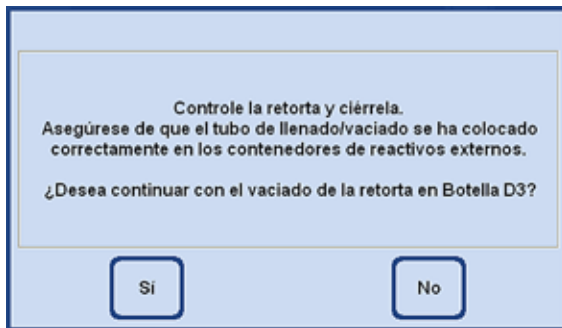 Controle la retorta y ciérrela.
Asegúrese de que el tubo de llenado/vaciado se ha colocado
correctamente en los contenedores de reactivos externos.
¿Desea continuar con el vaciado de la retorta en Botella D3?
Sí
No